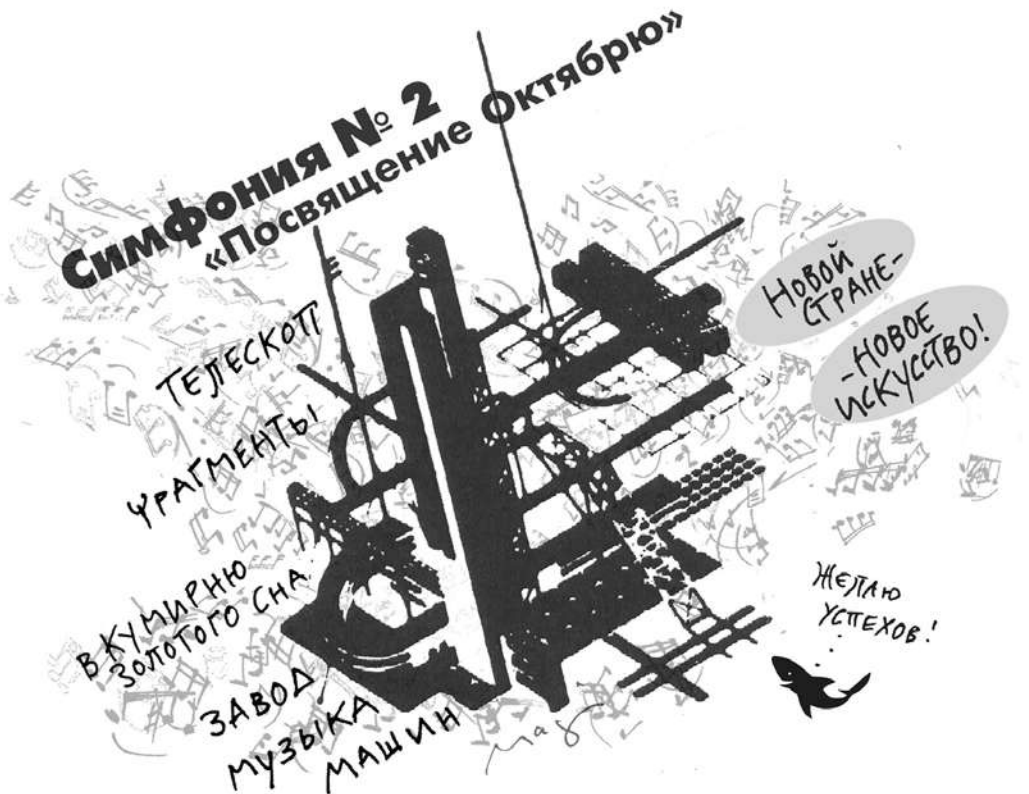 Симфония № 2
«Посвящение Октябрю»
ТЕЛЕСКОП
ФРАГМЕНТЫ
В КУМИРНЮ
ЗОЛОТОГО СНА
ЗАВОД
МУЗЫКА
МАШИН
НОВОЙ
СТРАНЕ-
-НОВОЕ
ИСКУССТВО!
ЖЕЛАЮ
УСПЕХОВ!